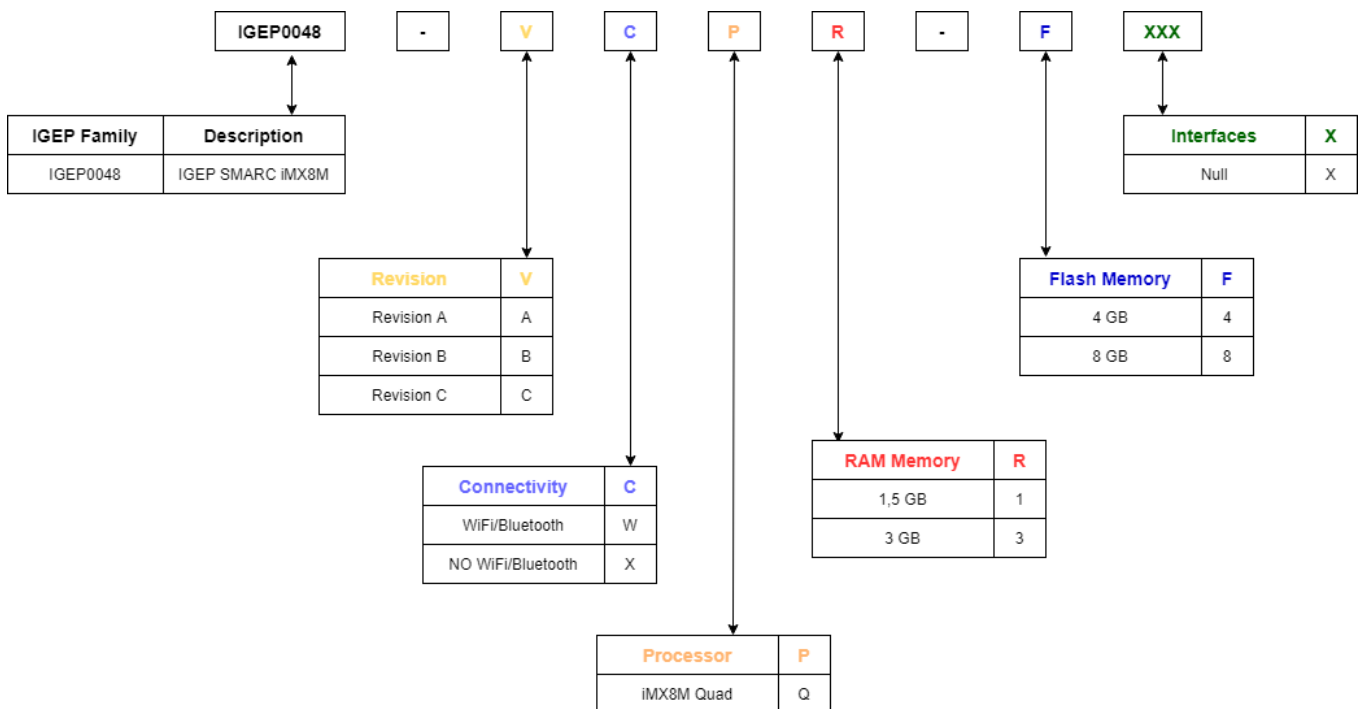 IGEP0048 - V C P R - F XXX
IGEP Family Description
IGEP0048 IGEP SMARC iMX8M
Interfaces X
Null X
Revision V
Revision A A
Revision B B
Revision C C
Flash Memory F
4 GB 4
8 GB 8
Connectivity C
WiFi/Bluetooth W
NO WiFi/Bluetooth X
RAM Memory R
1,5 GB 1
3 GB 3
Processor P
iMX8M Quad Q